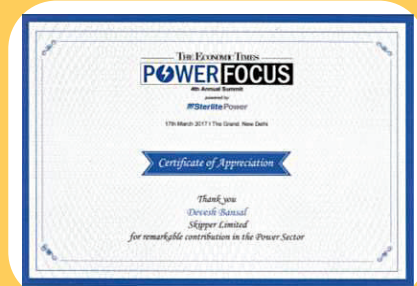 THE ECONOMIC TIMES
POWER FOCUS
4th Annual Summit
powered by
Sterlite Power
17th March 2017 I The Grand, New Delhi
Certificate of Appreciation
Thank you
Devesh Bansal
Skipper Limited
for remarkable contribution in the Power Sector